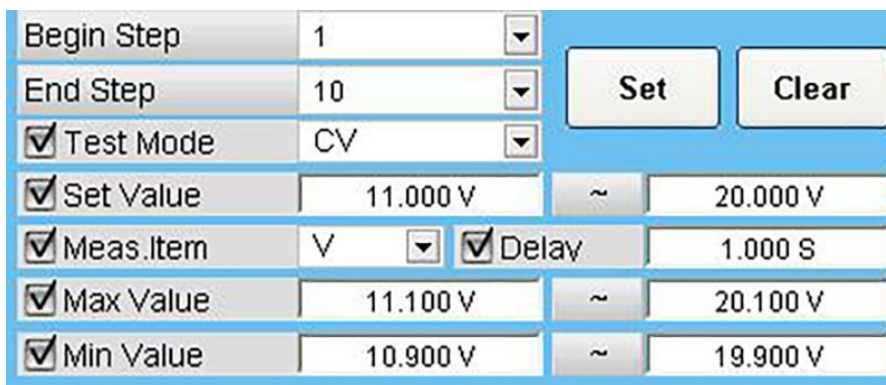 Begin Step 1
End Step 10 Set Clear
Test Mode CV
Set Value 11.000 V ~ 20.000 V
Meas.Item V Delay 1.000 S
Max Value 11.100 V ~ 20.100 V
Min Value 10.900 V ~ 19.900 V